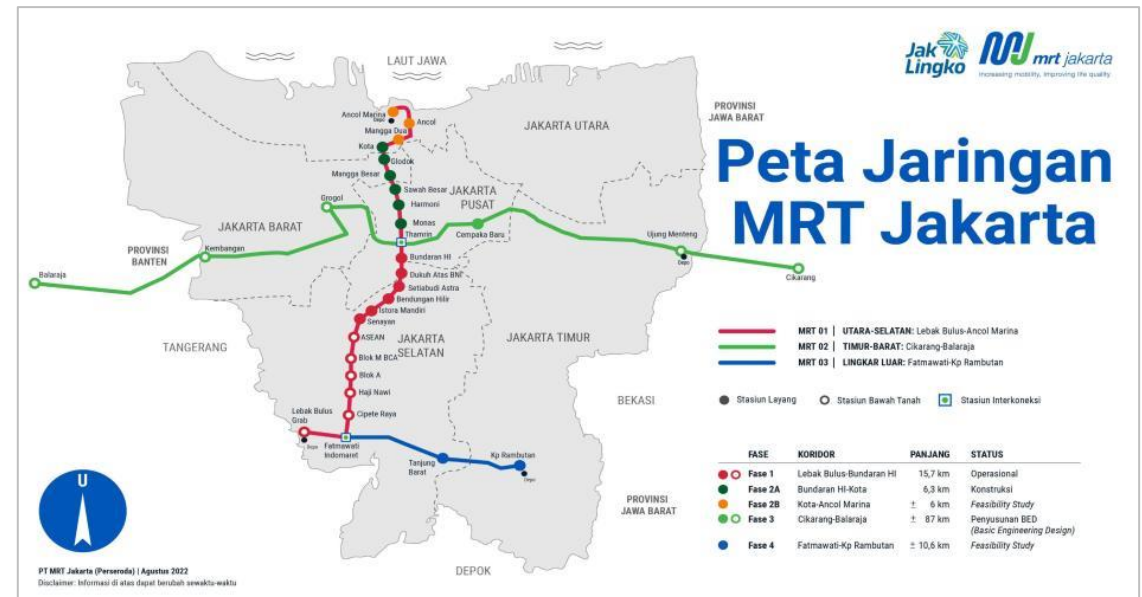 Jak
Lingko
mrt jakarta
Increasing mobility, improving life quality
Peta Jaringan
MRT Jakarta
LAUT JAWA
PROVINSI
JAWA BARAT
JAKARTA UTARA
Ancol Marina
Depo
Ancol
Mangga Dua
Kota
Glodok
Mangga Besar
Sawah Besar
JAKARTA
PUSAT
Harmoni
Grogol
Monas
JAKARTA BARAT
Thamrin
Cempaka Baru
Ujung Menteng
Depo
PROVINSI
BANTEN
Kembangan
Bundaran HI
Balaraja
Cikarang
Dukuh Atas BNI
Setiabudi Astra
Bendungan Hilir
Istora Mandiri
Senayan
ASEAN
JAKARTA
SELATAN
JAKARTA TIMUR
TANGERANG
Blok M BCA
Blok A
Haji Nawi
BEKASI
Lebak Bulus
Grab
Cipete Raya
Depo
Fatmawati
Indomaret
Tanjung
Barat
Kp Rambutan
Depo
PROVINSI
JAWA BARAT
DEPOK
MRT 01 | UTARA-SELATAN: Lebak Bulus-Ancol Marina
MRT 02 | TIMUR-BARAT: Cikarang-Balaraja
MRT 03 | LINGKAR LUAR: Fatmawati-Kp Rambutan
Stasiun Layang Stasiun Bawah Tanah Stasiun Interkoneksi
FASE KORIDOR PANJANG STATUS
Fase 1 Lebak Bulus-Bundaran HI 15,7 km Operasional
Fase 2A Bundaran HI-Kota 6,3 km Konstruksi
Fase 2B Kota-Ancol Marina ± 6 km Feasibility Study
Fase 3 Cikarang-Balaraja ± 87 km Penyusunan BED
(Basic Engineering Design)
Fase 4 Fatmawati-Kp Rambutan ± 10,6 km Feasibility Study
U
PT MRT Jakarta (Perseroda) | Agustus 2022
Disclaimer: Informasi di atas dapat berubah sewaktu-waktu